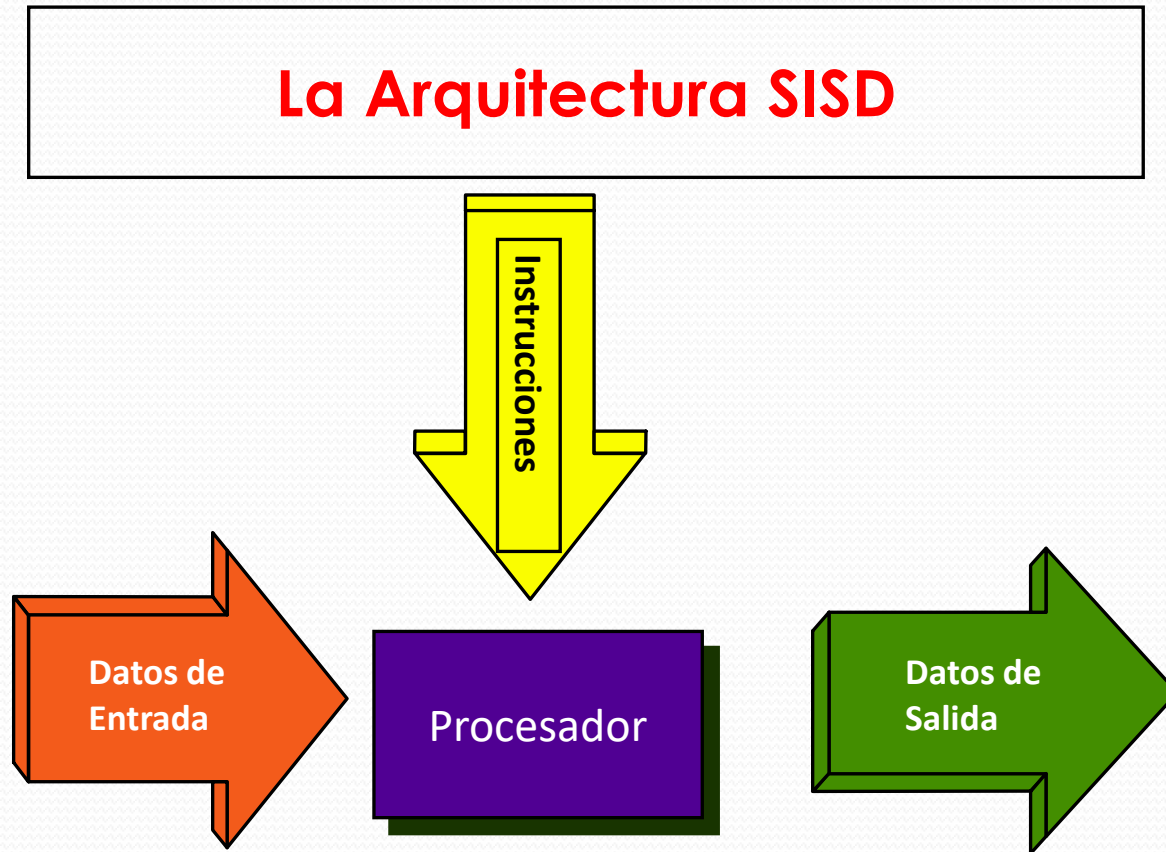 La Arquitectura SISD
Instrucciones
Datos de
Entrada
Procesador
Datos de
Salida